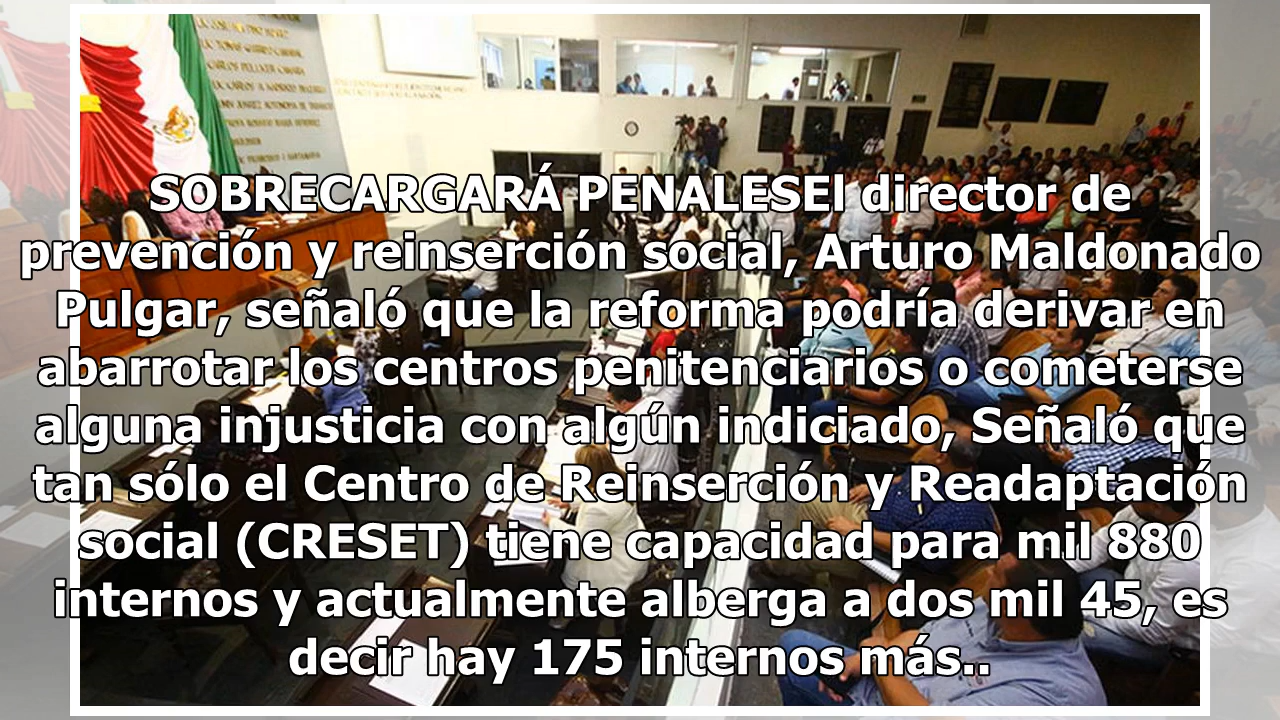 SOBRECARGARÁ PENALESEl director de
prevención y reinserción social, Arturo Maldonado
Pulgar, señaló que la reforma podría derivar en
abarrotar los centros penitenciarios o cometerse
alguna injusticia con algún indiciado, Señaló que
tan sólo el Centro de Reinserción y Readaptación
social (CRESET) tiene capacidad para mil 880
internos y actualmente alberga a dos mil 45, es
decir hay 175 internos más..